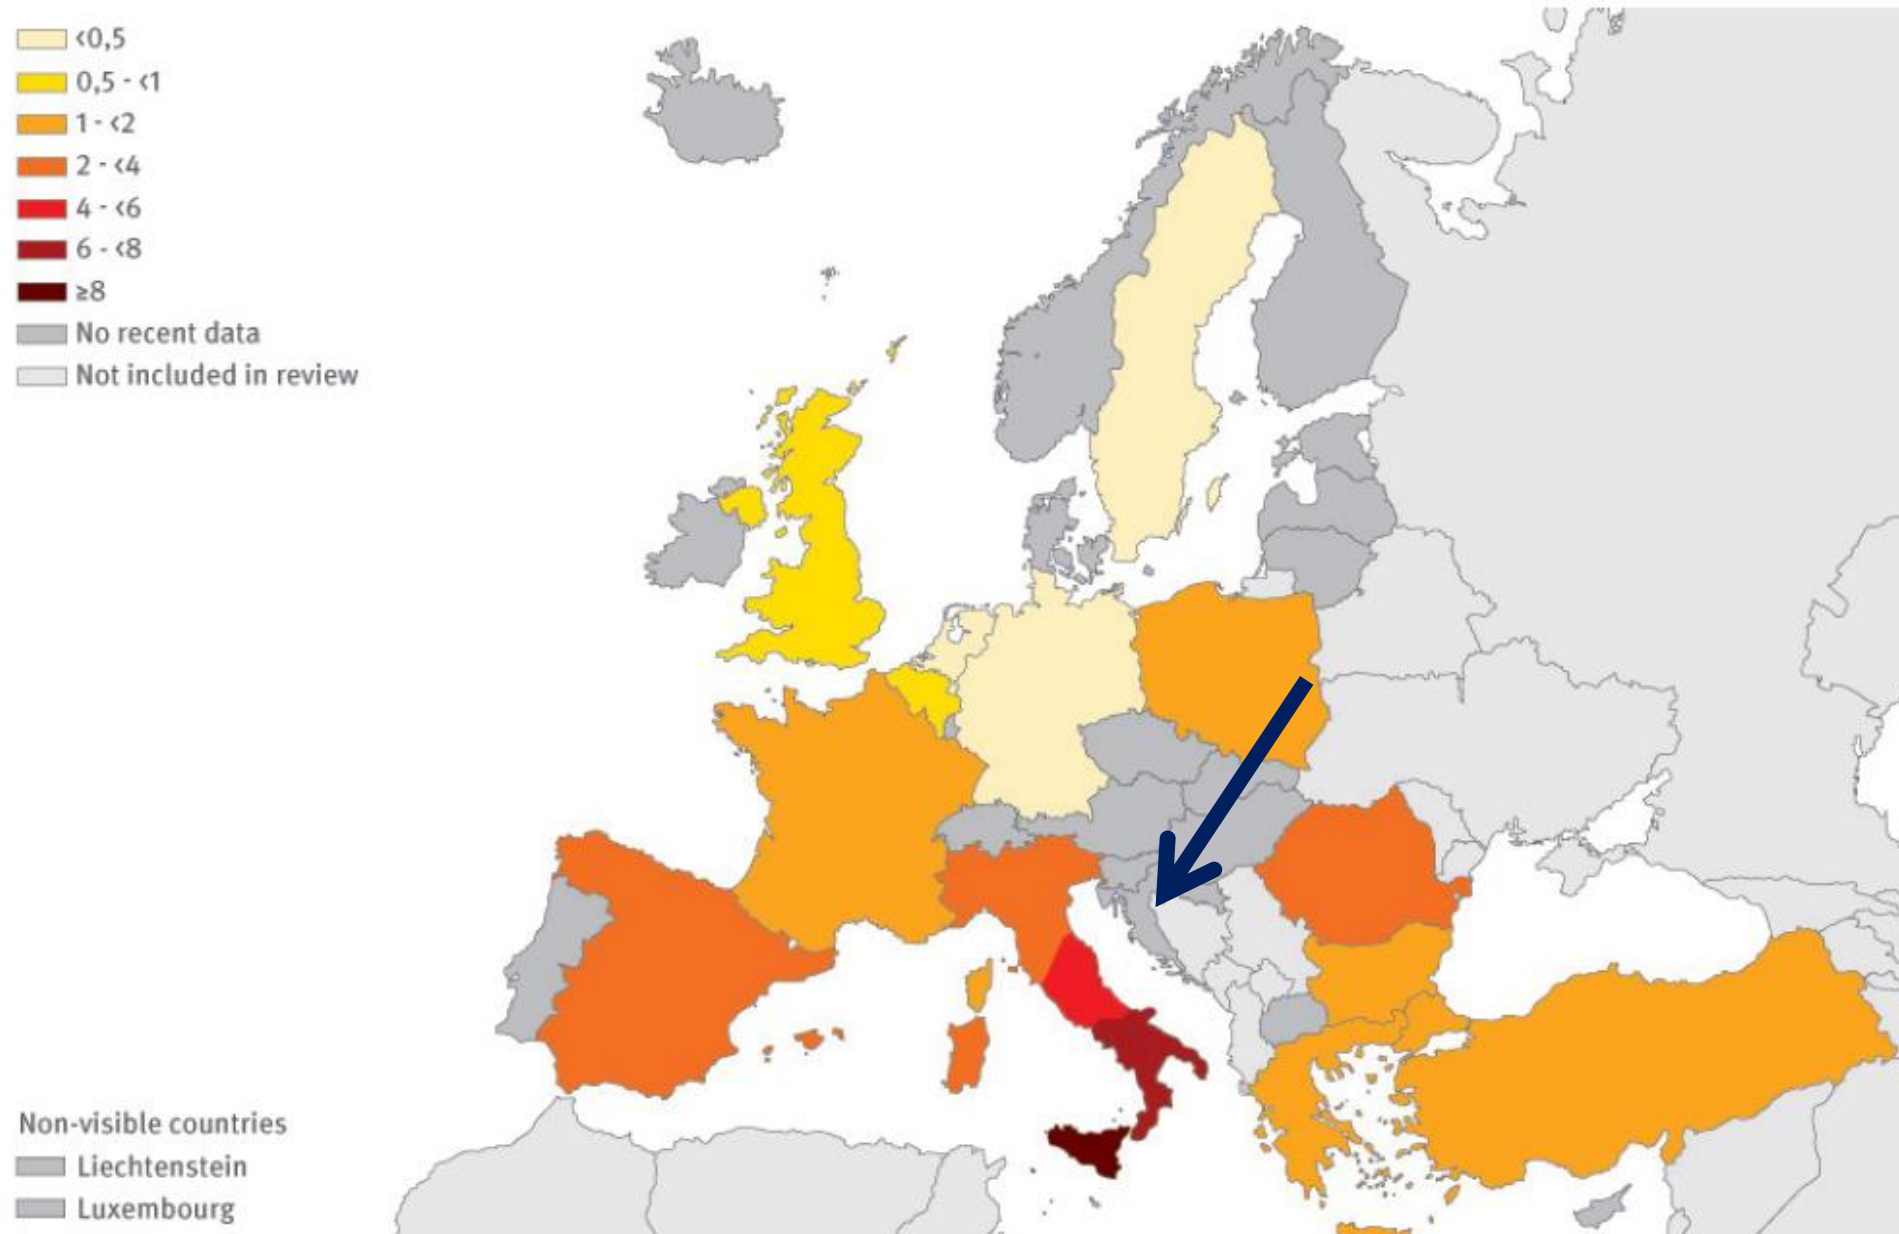 <0,5
0,5 - <1
1 - <2
2 - <4
4 - <6
6 - <8
≥8
No recent data
Not included in review
Non-visible countries
Liechtenstein
Luxembourg